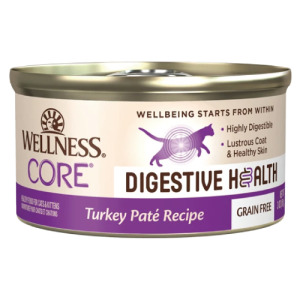 WELLBEING STARTS FROM WITHIN
WELLNESS
CORE
• Highly Digestible
• Lustrous Coat
& Healthy Skin
DIGESTIVE HEALTH
Turkey Paté Recipe
GRAIN FREE